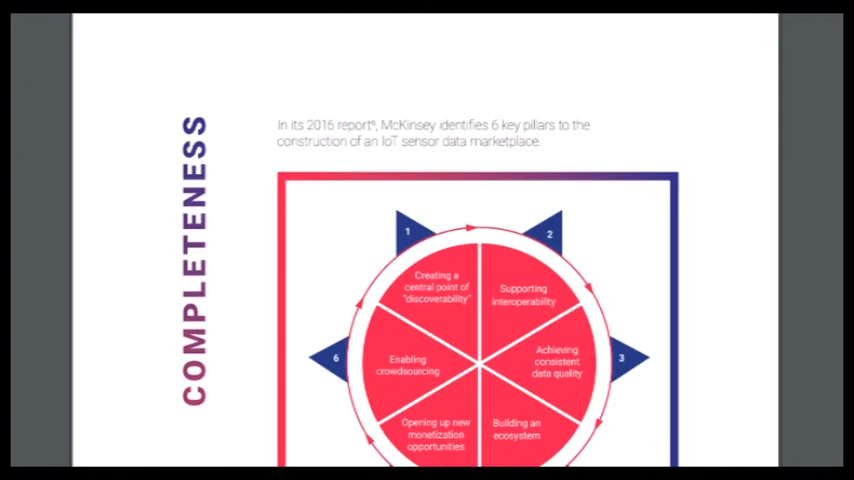 COMPLETENESS
In its 2016 report⁶, McKinsey identifies 6 key pillars to the
construction of an IoT sensor data marketplace.
1
2
Creating a
central point of
"discoverability"
Supporting
interoperability
6
Enabling
crowdsourcing
Achieving
consistent
data quality
3
Opening up new
monetization
opportunities
Building an
ecosystem